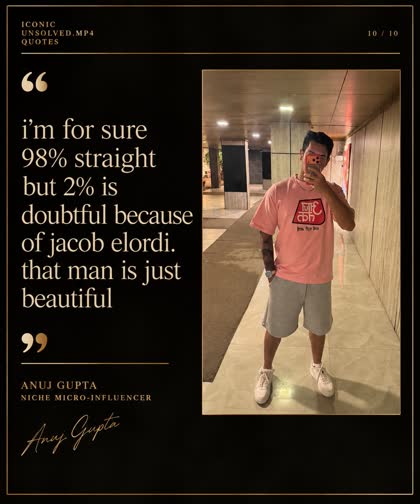 ICONIC
UNSOLVED.MP4
QUOTES
10 / 10
“
i’m for sure
98% straight
but 2% is
doubtful because
of jacob elordi.
that man is just
beautiful
”
ANUJ GUPTA
NICHE MICRO-INFLUENCER
Anuj Gupta